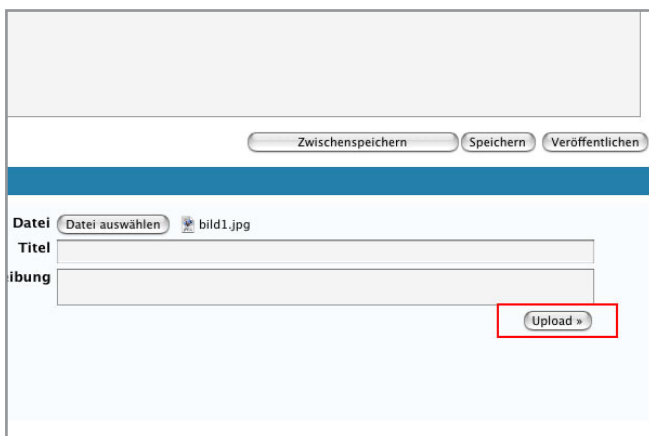 Zwischenspeichern Speichern Veröffentlichen
Datei Datei auswählen bild1.jpg
Titel
ibung
Upload »